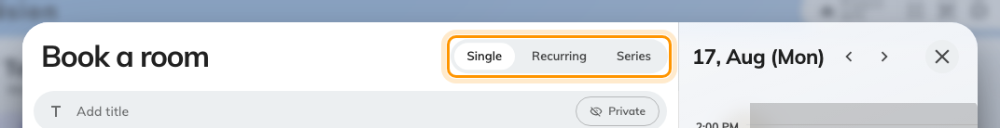 Book a room
Single Recurring Series
17, Aug (Mon)
T Add title
Private
2:00 PM